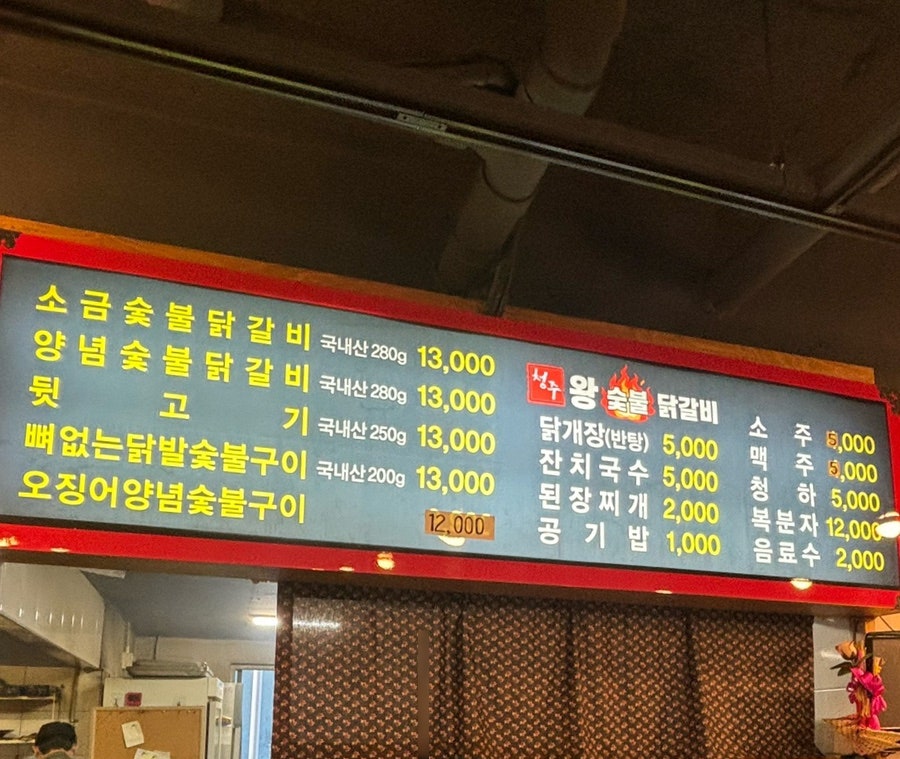 소금숯불닭갈비 국내산 280g 13,000
양념숯불닭갈비 국내산 280g 13,000
뒷고기 국내산 250g 13,000
뼈없는닭발숯불구이 국내산 200g 13,000
오징어양념숯불구이 12,000
청주 왕 숯불 닭갈비
닭개장(반탕) 5,000
잔치국수 5,000
된장찌개 2,000
공기밥 1,000
소주 5,000
맥주 5,000
청하 5,000
복분자 12,000
음료수 2,000